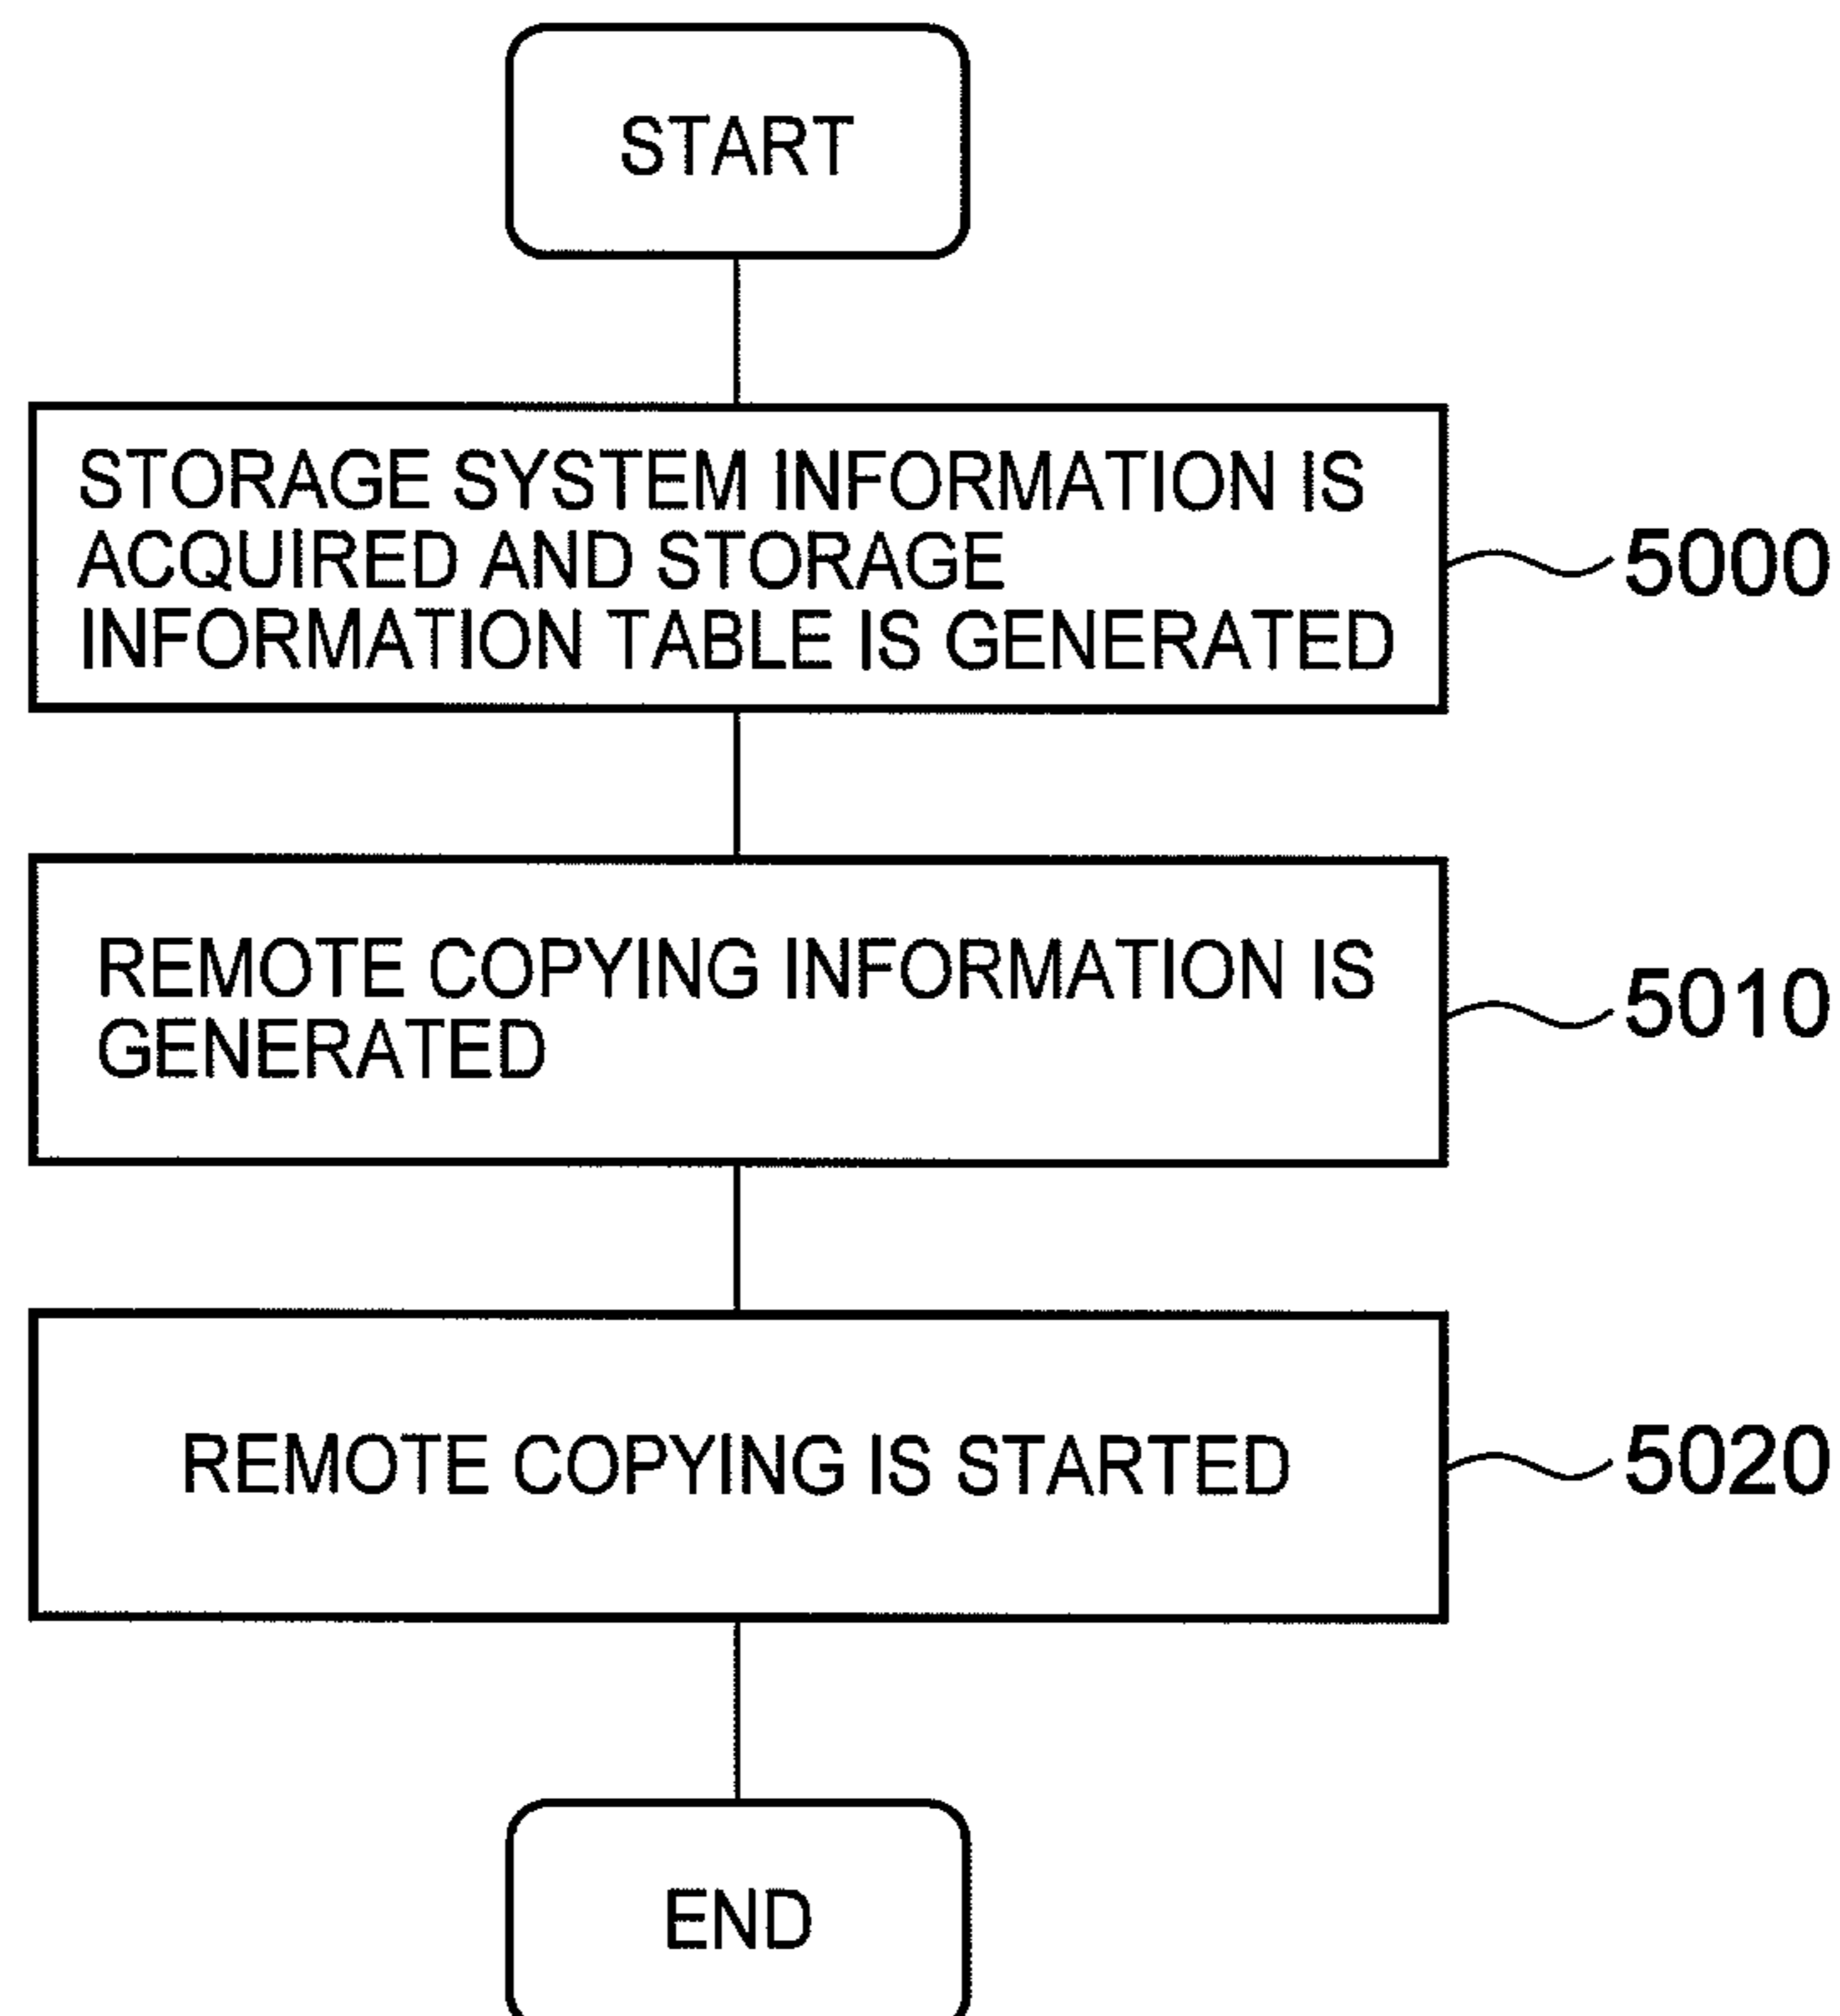 START
STORAGE SYSTEM INFORMATION IS
ACQUIRED AND STORAGE
INFORMATION TABLE IS GENERATED
5000
REMOTE COPYING INFORMATION IS
GENERATED
5010
REMOTE COPYING IS STARTED
5020
END